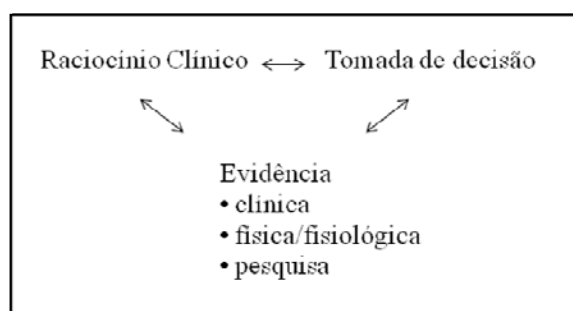 Raciocínio Clínico ↔ Tomada de decisão
Evidência
• clínica
• física/fisiológica
• pesquisa